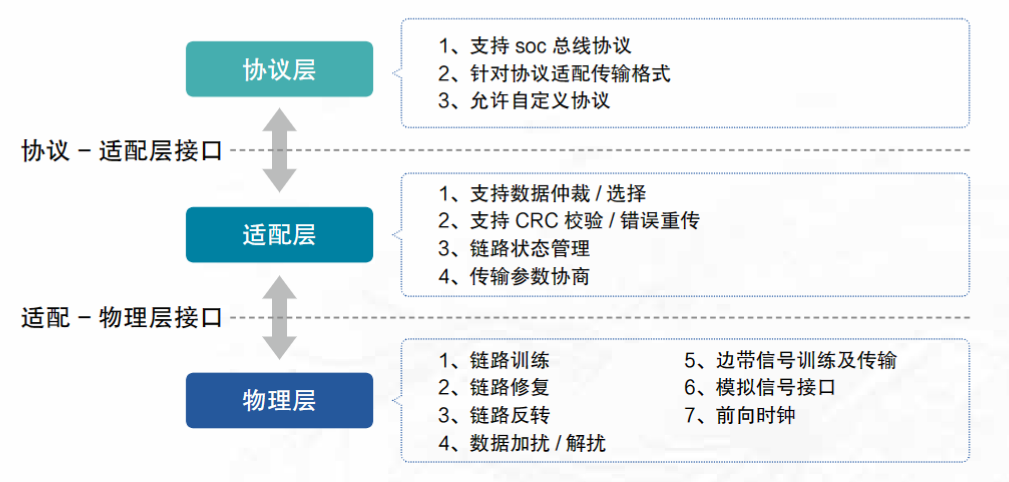 协议层
1、支持 soc 总线协议
2、针对协议适配传输格式
3、允许自定义协议
协议 – 适配层接口
适配层
1、支持数据仲裁 / 选择
2、支持 CRC 校验 / 错误重传
3、链路状态管理
4、传输参数协商
适配 – 物理层接口
物理层
1、链路训练
2、链路修复
3、链路反转
4、数据加扰 / 解扰
5、边带信号训练及传输
6、模拟信号接口
7、前向时钟